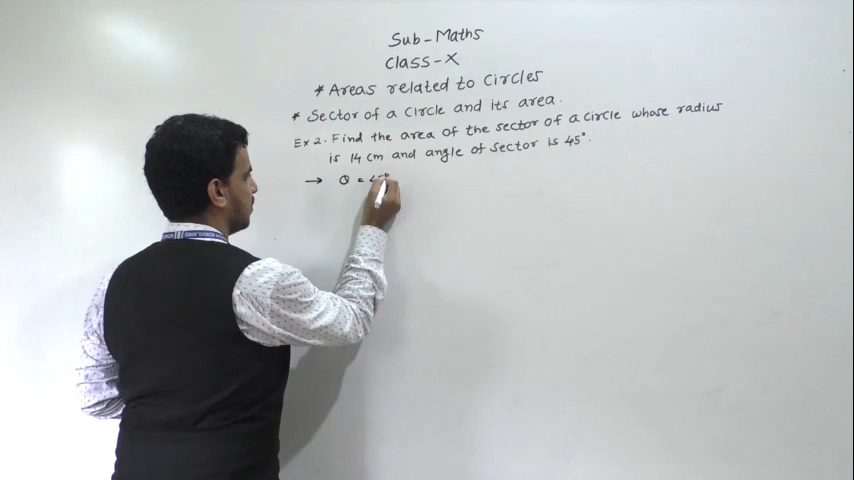 Sub-Maths
Class-X
* Areas related to Circles
* Sector of a Circle and its area.
Ex 2. Find the area of the sector of a circle whose radius
is 14 cm and angle of sector is 45°.
→ θ = 45°